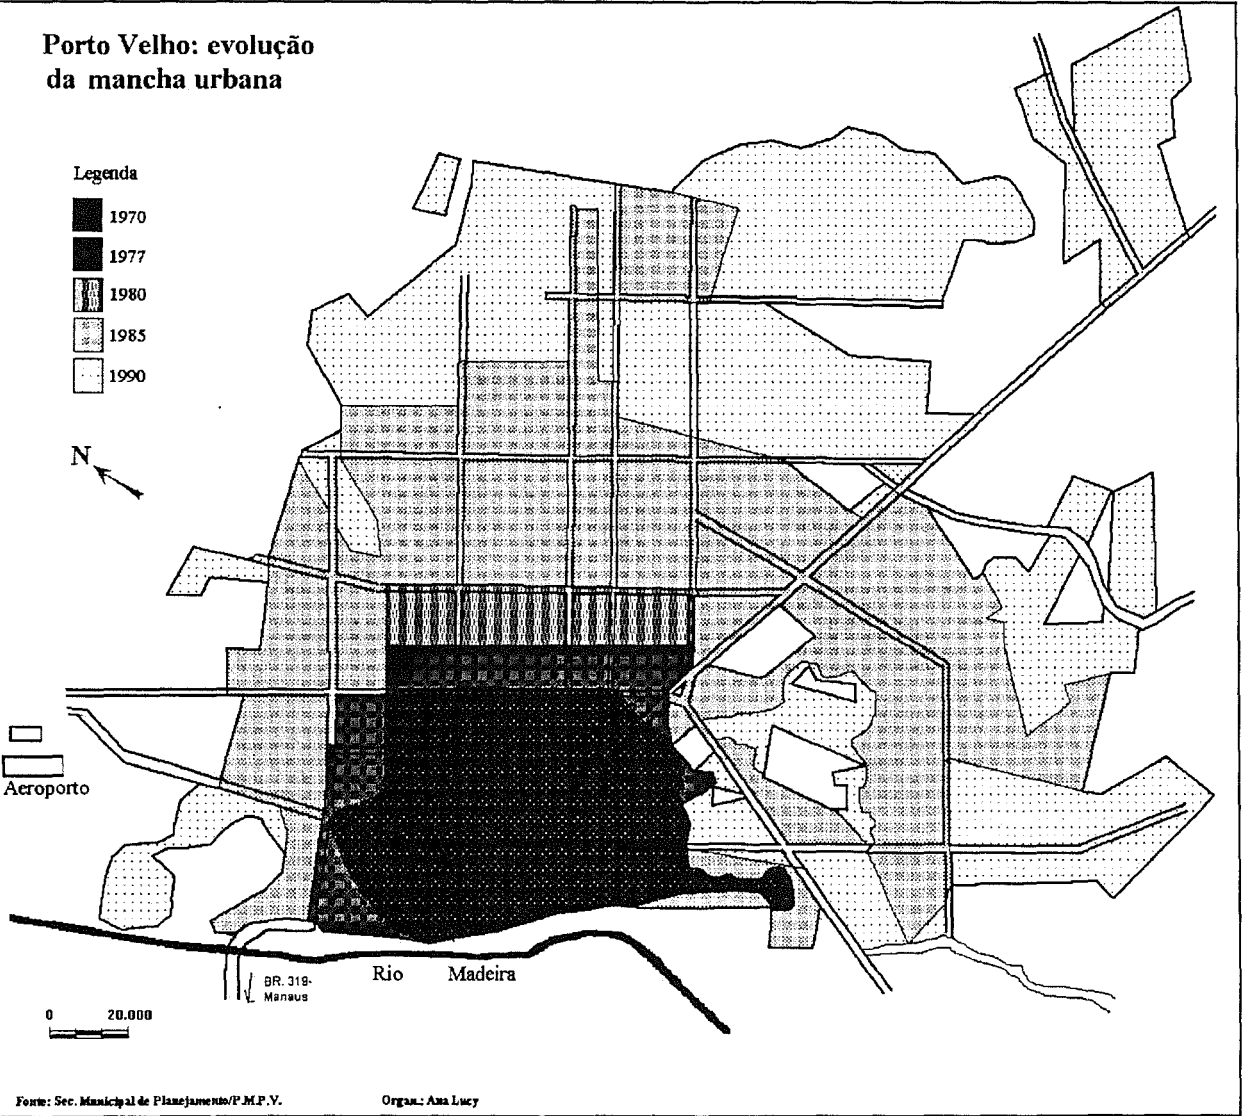 Porto Velho: evolução
da mancha urbana
Legenda
1970
1977
1980
1985
1990
N
Aeroporto
Rio Madeira
BR. 319-
Manaus
0 20.000
Fonte: Sec. Municipal de Planejamento/P.M.P.V. Organ.: Ana Lucy